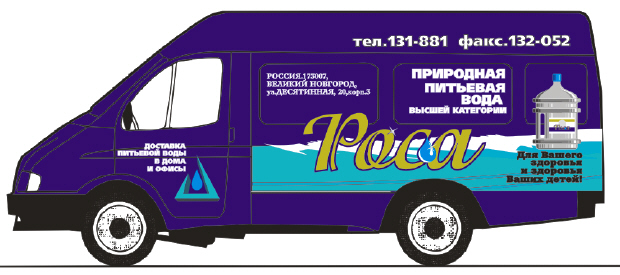 тел.131-881 факс.132-052
РОССИЯ.173007,
ВЕЛИКИЙ НОВГОРОД,
ул.ДЕСЯТИННАЯ, 20,корп.3
ПРИРОДНАЯ
ПИТЬЕВАЯ
ВОДА
ВЫСШЕЙ КАТЕГОРИИ
Роса
ДОСТАВКА
ПИТЬЕВОЙ ВОДЫ
В ДОМА
И ОФИСЫ
Для Вашего
здоровья
и здоровья
Ваших детей!